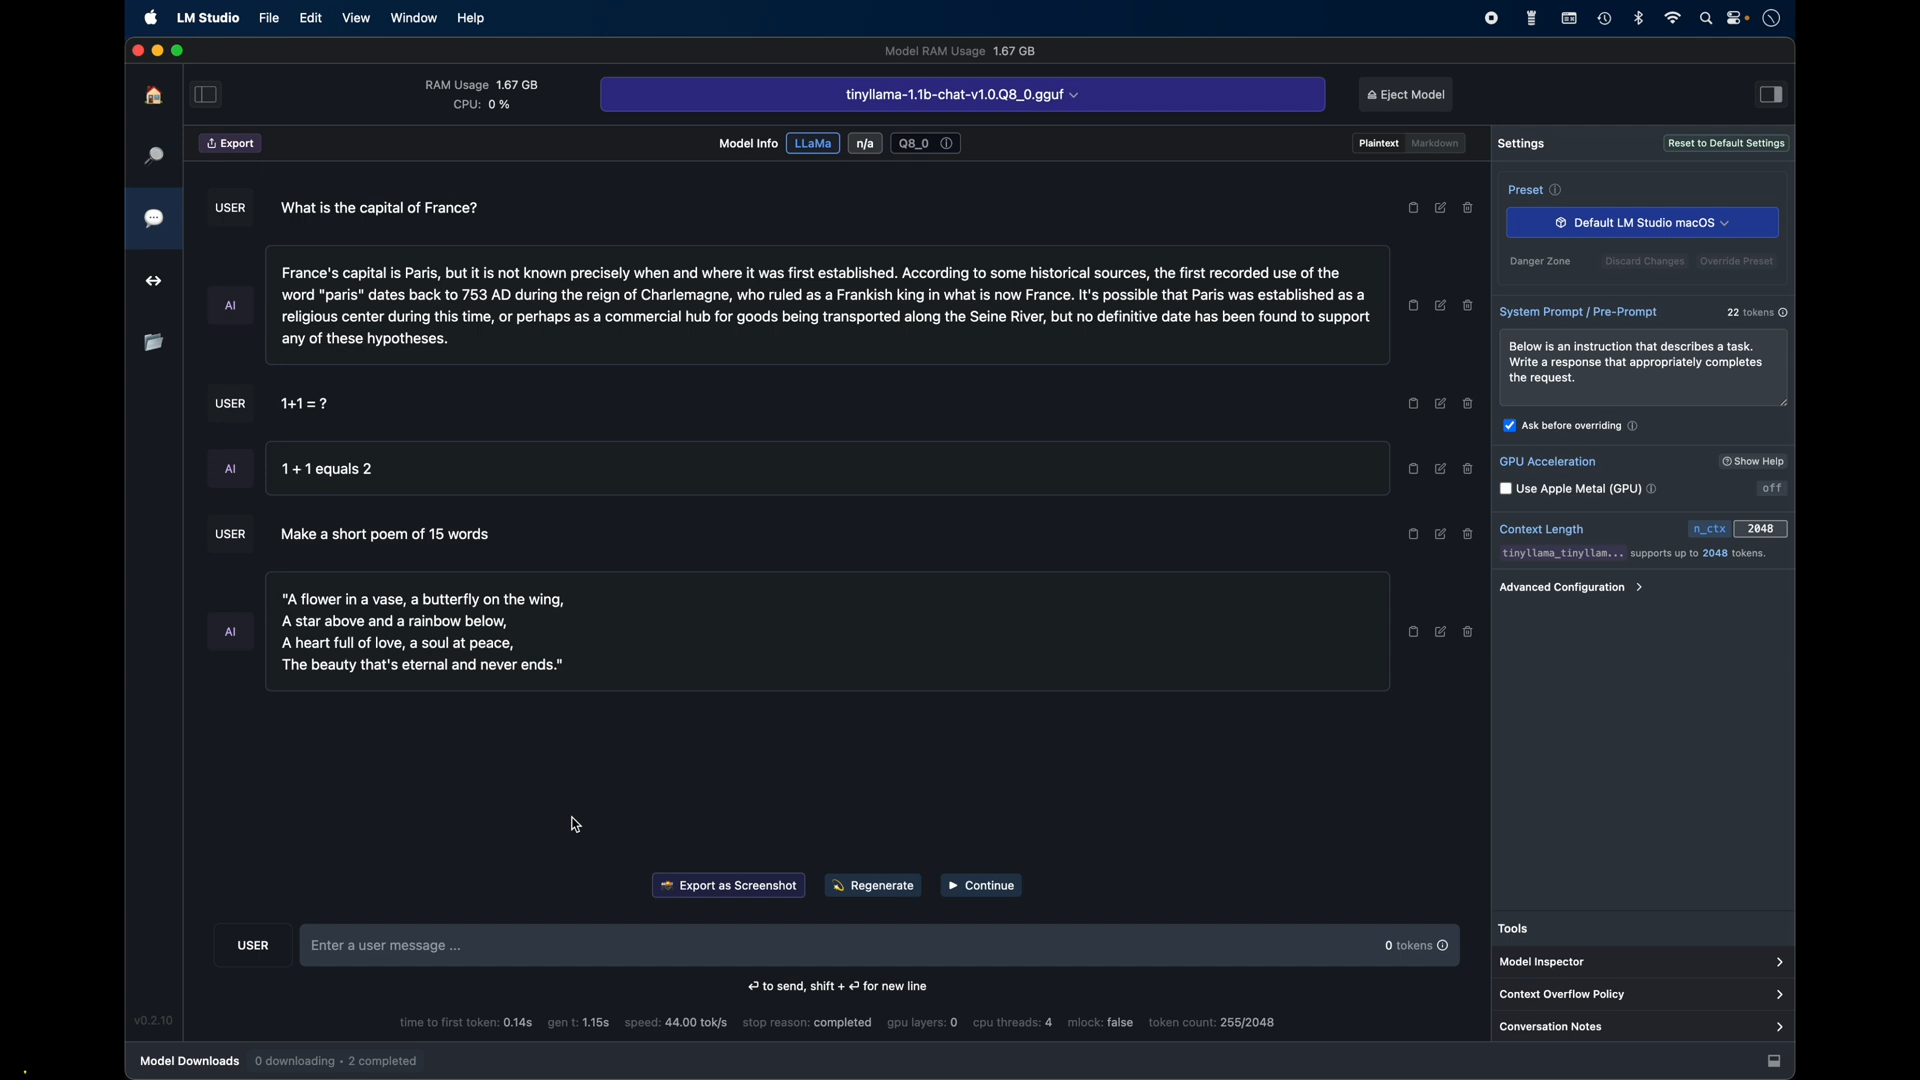 LM Studio File Edit View Window Help
Model RAM Usage 1.67 GB
RAM Usage 1.67 GB
CPU: 0 %
tinyllama-1.1b-chat-v1.0.Q8_0.gguf
Eject Model
Export
Model Info LLaMa n/a Q8_0
Plaintext Markdown
USER
What is the capital of France?
AI
France's capital is Paris, but it is not known precisely when and where it was first established. According to some historical sources, the first recorded use of the
word "paris" dates back to 753 AD during the reign of Charlemagne, who ruled as a Frankish king in what is now France. It's possible that Paris was established as a
religious center during this time, or perhaps as a commercial hub for goods being transported along the Seine River, but no definitive date has been found to support
any of these hypotheses.
USER
1+1 = ?
AI
1 + 1 equals 2
USER
Make a short poem of 15 words
AI
"A flower in a vase, a butterfly on the wing,
A star above and a rainbow below,
A heart full of love, a soul at peace,
The beauty that's eternal and never ends."
Export as Screenshot
Regenerate
Continue
USER
Enter a user message ...
0 tokens
⏎ to send, shift + ⏎ for new line
time to first token: 0.14s gen t: 1.15s speed: 44.00 tok/s stop reason: completed gpu layers: 0 cpu threads: 4 mlock: false token count: 255/2048
v0.2.10
Settings
Reset to Default Settings
Preset
Default LM Studio macOS
Danger Zone Discard Changes Override Preset
System Prompt / Pre-Prompt 22 tokens
Below is an instruction that describes a task.
Write a response that appropriately completes
the request.
Ask before overriding
GPU Acceleration
Show Help
Use Apple Metal (GPU)
off
Context Length n_ctx 2048
tinyllama_tinyllam... supports up to 2048 tokens.
Advanced Configuration
Tools
Model Inspector
Context Overflow Policy
Conversation Notes
Model Downloads 0 downloading • 2 completed